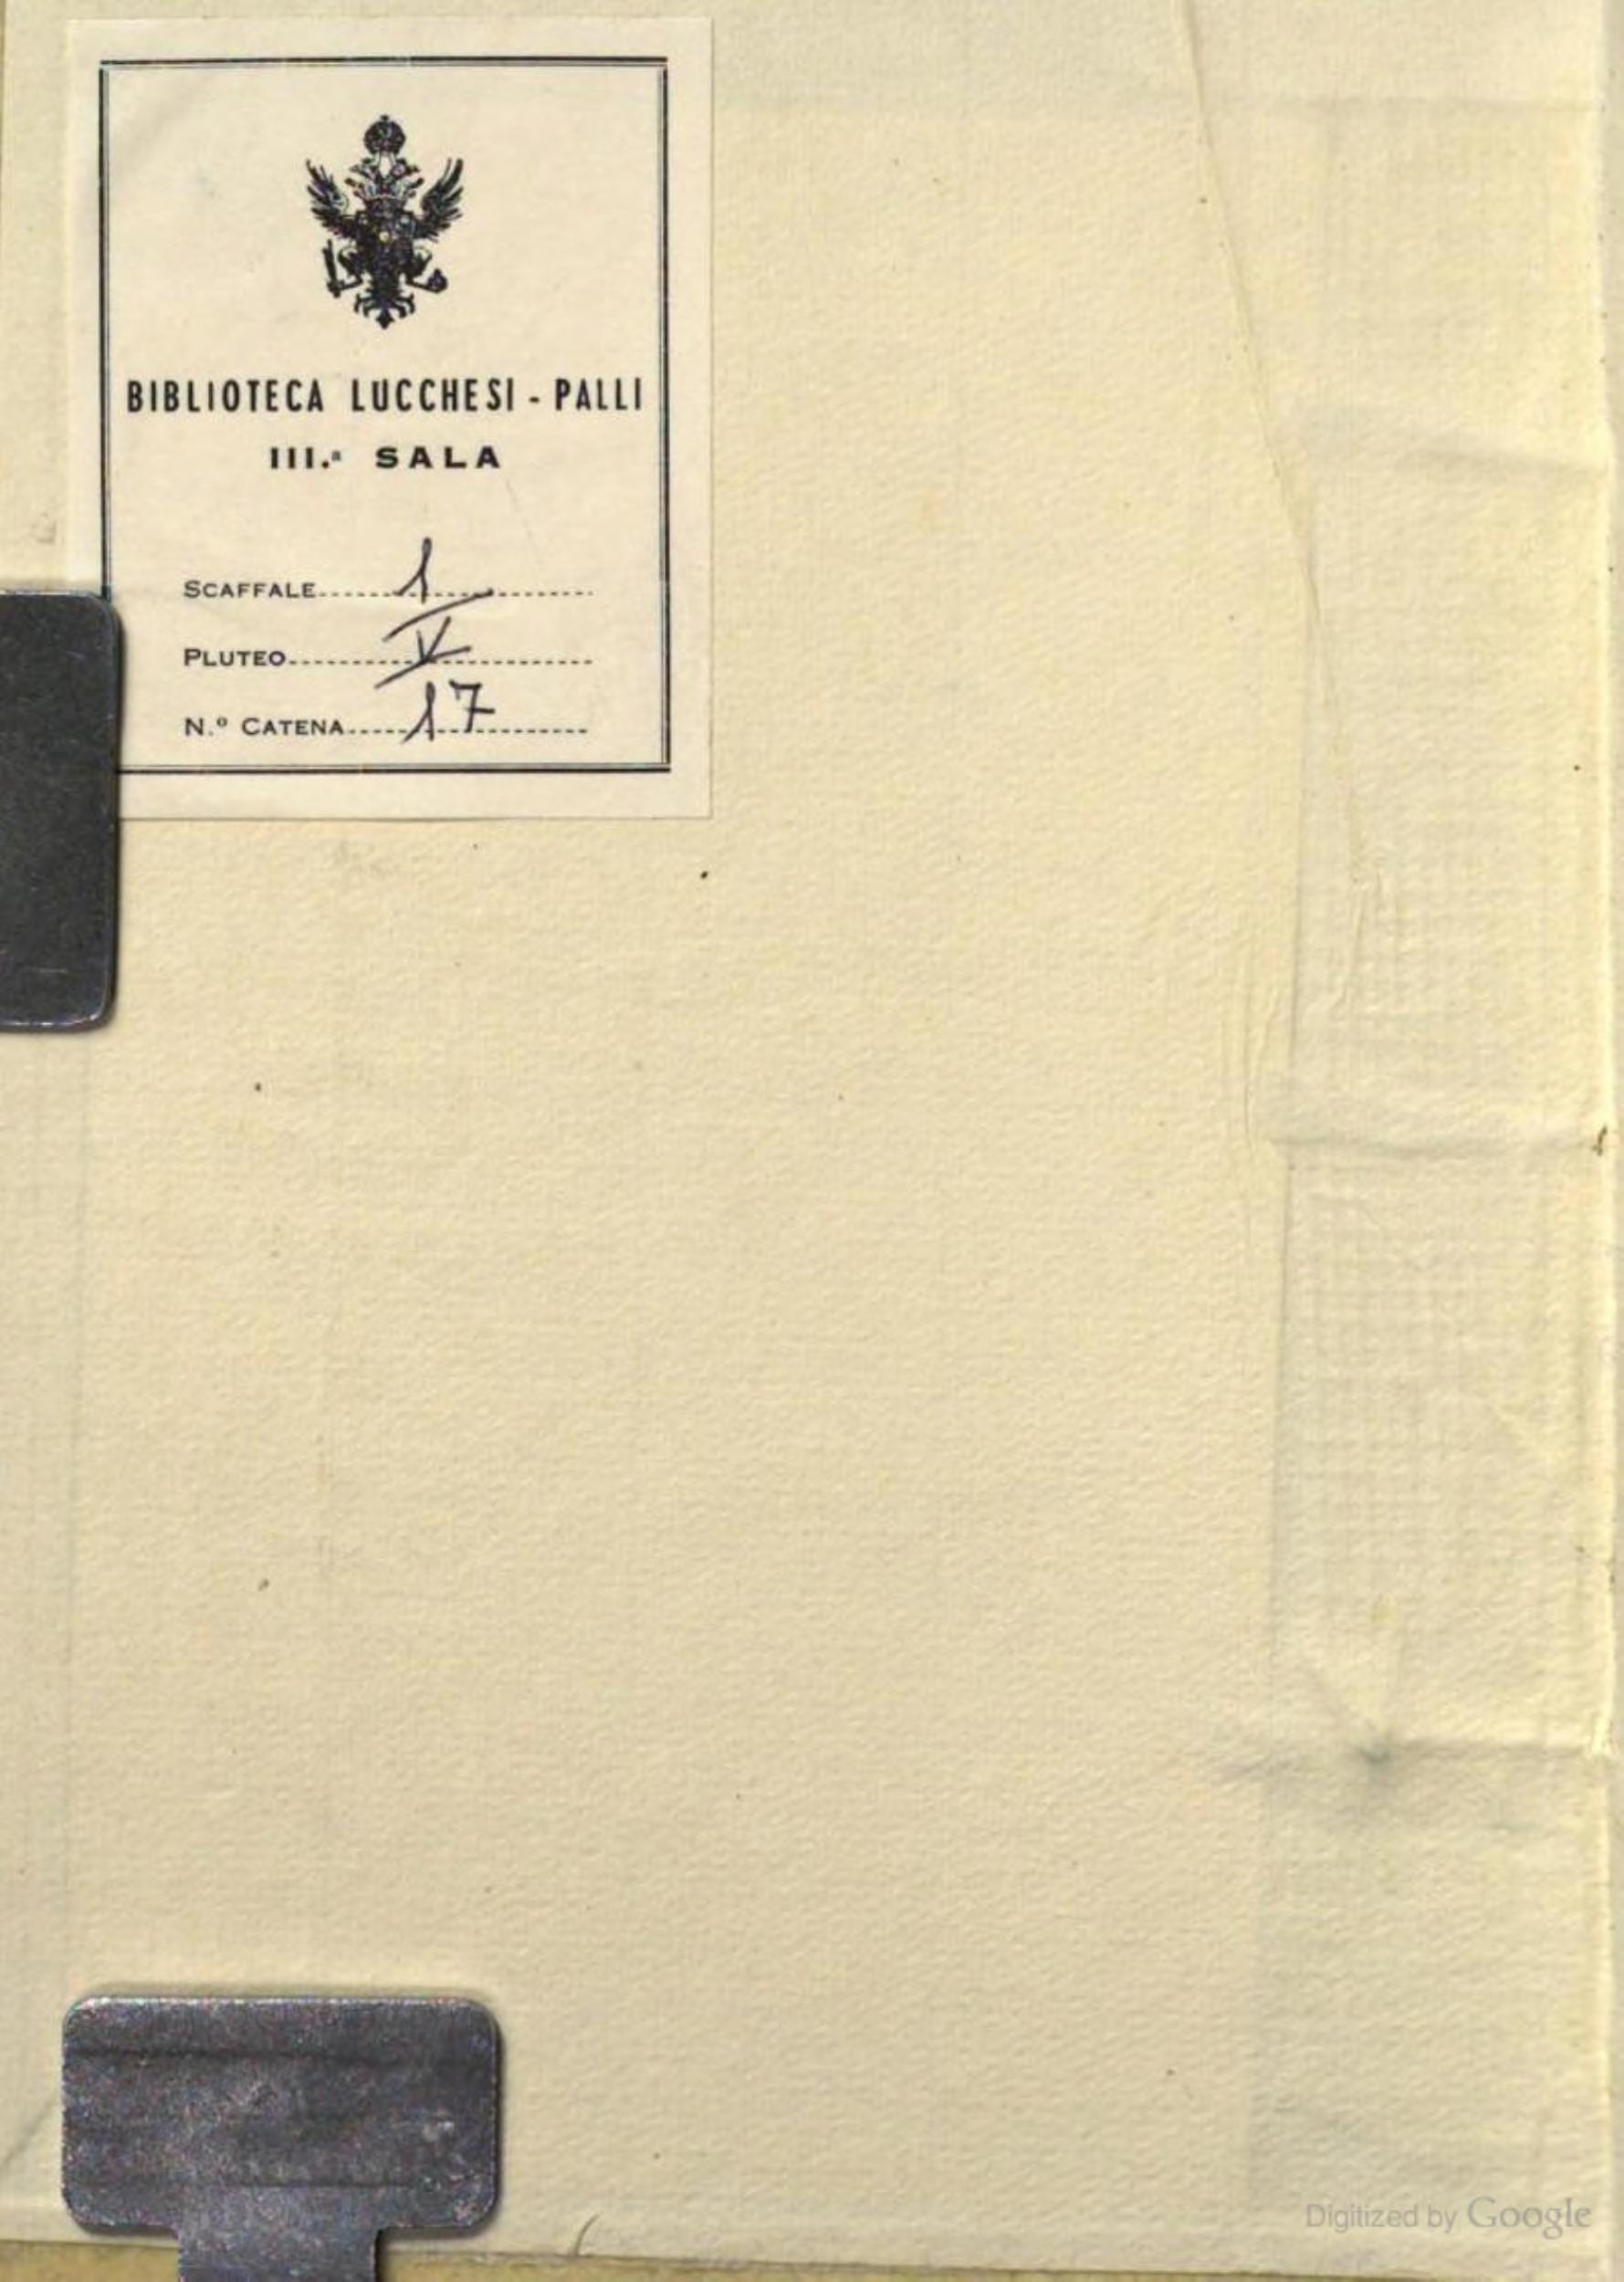 BIBLIOTECA LUCCHESI - PALLI
III.ª SALA
SCAFFALE 1
PLUTEO V
N.º CATENA 17
Digitized by Google